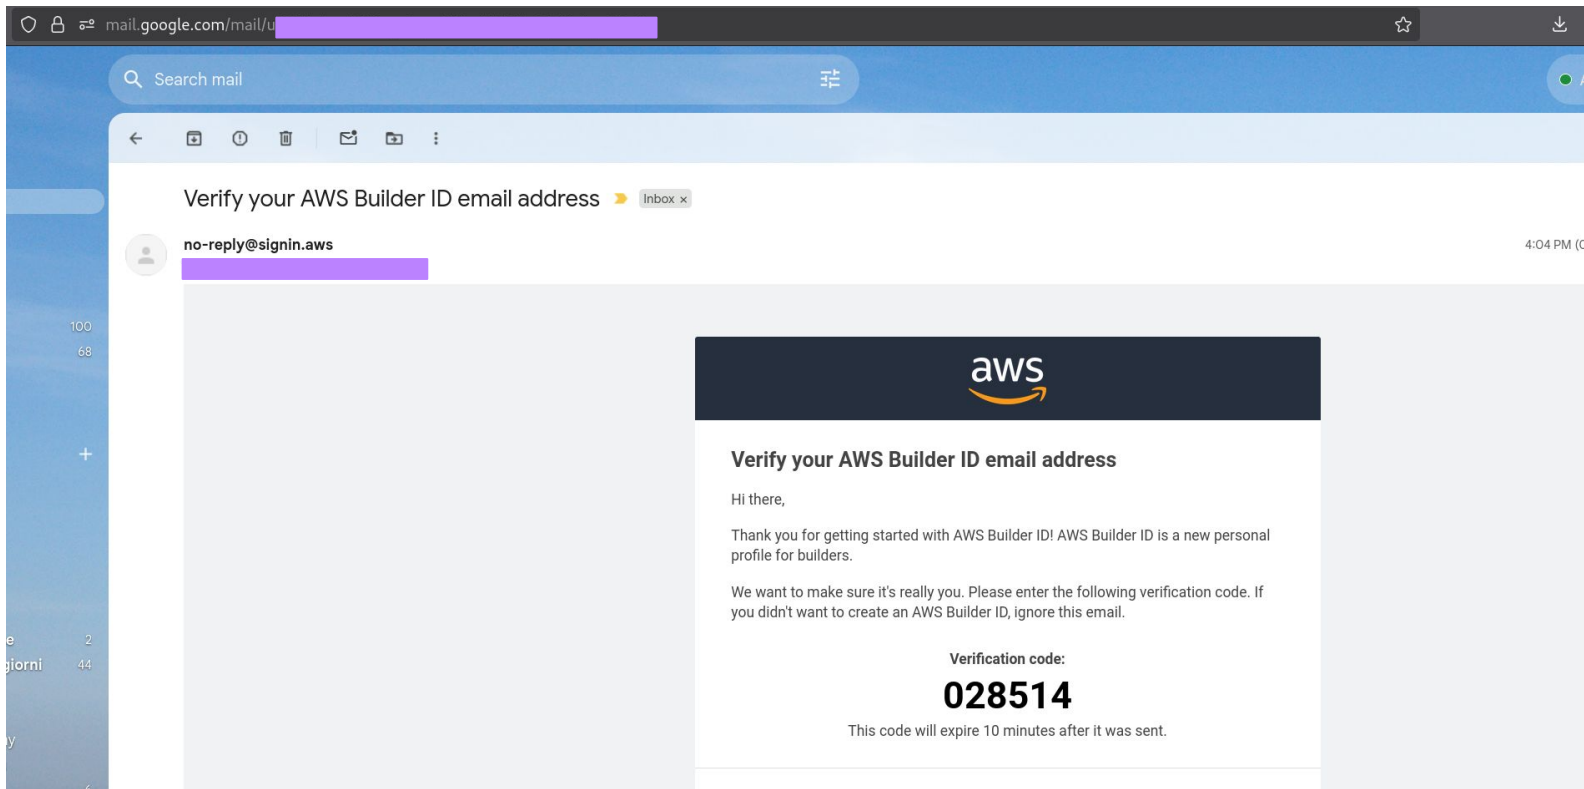 mail.google.com/mail/u
Search mail
Verify your AWS Builder ID email address
Inbox ×
no-reply@signin.aws
4:04 PM (
100
68
aws
Verify your AWS Builder ID email address
Hi there,
Thank you for getting started with AWS Builder ID! AWS Builder ID is a new personal
profile for builders.
We want to make sure it's really you. Please enter the following verification code. If
you didn't want to create an AWS Builder ID, ignore this email.
e 2
giorni 44
Verification code:
028514
This code will expire 10 minutes after it was sent.